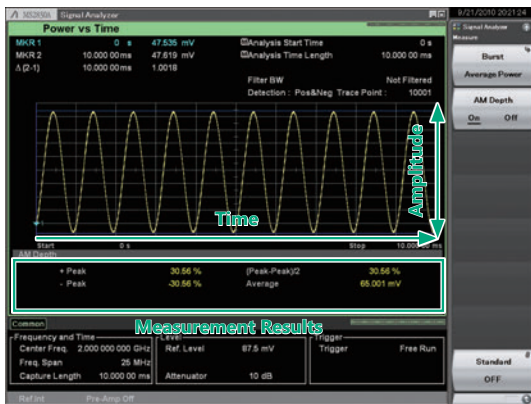 MS2850A Signal Analyzer
9/21/2010 20:21:24
Power vs Time
MKR 1 0 s 47.535 mV Analysis Start Time 0 s
MKR 2 10.000 00 ms 47.619 mV Analysis Time Length 10.000 00 ms
Δ (2-1) 10.000 00 ms 1.0018
Filter BW Not Filtered
Detection : Pos&Neg Trace Point : 10001
Amplitude
Time
Start 0 s Stop 10.000 00 ms
AM Depth
+ Peak 30.56 % (Peak-Peak)/2 30.56 %
- Peak -30.56 % Average 65.001 mV
Measurement Results
Common
Frequency and Time
Center Freq. 2.000 000 000 GHz
Freq. Span 25 MHz
Capture Length 10.000 00 ms
Level
Ref. Level 87.5 mV
Attenuator 10 dB
Trigger
Trigger Free Run
Ref.Int Pre-Amp Off
Signal Analyzer
Measure
Burst
Average Power
AM Depth
On Off
Standard
OFF